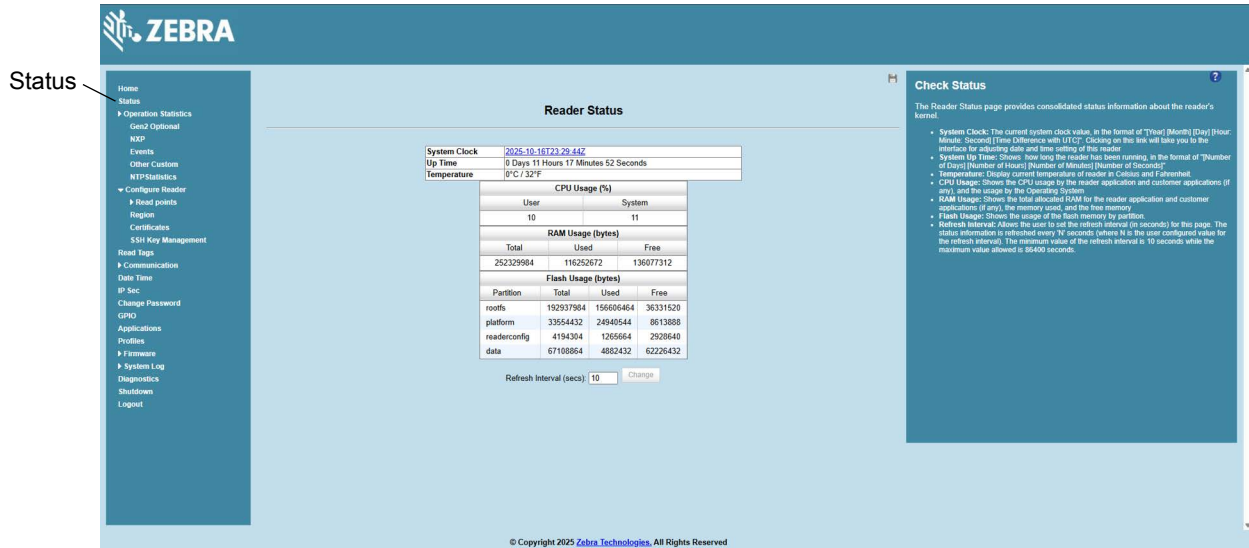 ZEBRA
Status
Home
Status
Operation Statistics
Gen2 Optional
NXP
Events
Other Custom
NTPStatistics
Configure Reader
Read points
Region
Certificates
SSH Key Management
Read Tags
Communication
Date Time
IP Sec
Change Password
GPIO
Applications
Profiles
Firmware
System Log
Diagnostics
Shutdown
Logout
Reader Status
System Clock 2025-10-16T23:29:44Z
Up Time 0 Days 11 Hours 17 Minutes 52 Seconds
Temperature 0°C / 32°F
CPU Usage (%)
User System
10 11
RAM Usage (bytes)
Total Used Free
252329984 116252672 136077312
Flash Usage (bytes)
Partition Total Used Free
rootfs 192937984 156606464 36331520
platform 33554432 24940544 8613888
readerconfig 4194304 1265664 2928640
data 67108864 4882432 62226432
Refresh Interval (secs): 10 Change
?
Check Status
The Reader Status page provides consolidated status information about the reader's
kernel.
• System Clock: The current system clock value, in the format of "[Year] [Month] [Day] [Hour:
Minute: Second] [Time Difference with UTC]". Clicking on this link will take you to the
interface for adjusting date and time setting of this reader
• System Up Time: Shows how long the reader has been running, in the format of "[Number
of Days] [Number of Hours] [Number of Minutes] [Number of Seconds]"
• Temperature: Display current temperature of reader in Celsius and Fahrenheit.
• CPU Usage: Shows the CPU usage by the reader application and customer applications (if
any), and the usage by the Operating System
• RAM Usage: Shows the total allocated RAM for the reader application and customer
applications (if any), the memory used, and the free memory
• Flash Usage: Shows the usage of the flash memory by partition.
• Refresh Interval: Allows the user to set the refresh interval (in seconds) for this page. The
status information is refreshed every 'N' seconds (where N is the user configured value for
the refresh interval). The minimum value of the refresh interval is 10 seconds while the
maximum value allowed is 86400 seconds.
© Copyright 2025 Zebra Technologies. All Rights Reserved